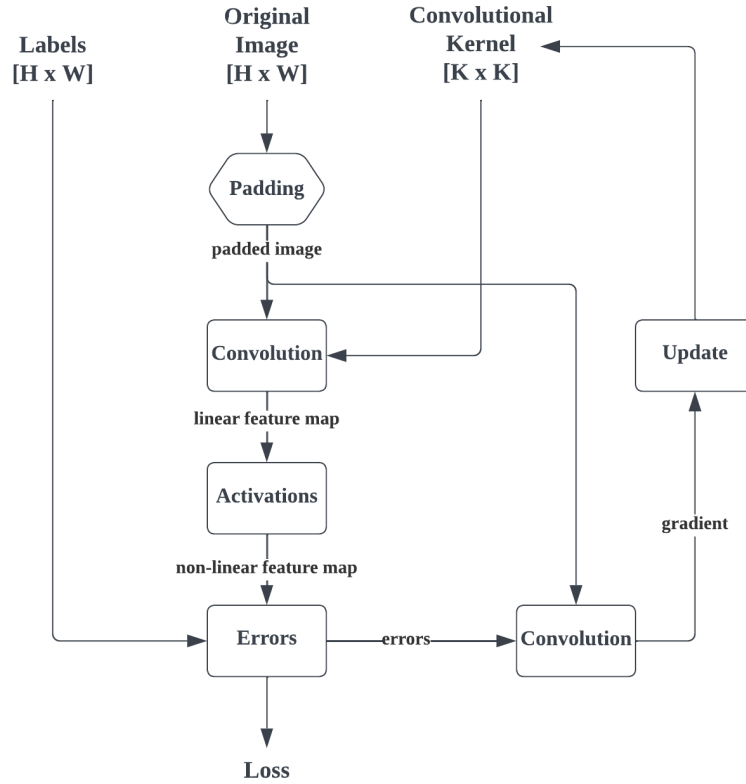 Labels
[H x W]
Original
Image
[H x W]
Convolutional
Kernel
[K x K]
Padding
padded image
Convolution
Update
linear feature map
Activations
gradient
non-linear feature map
Errors
errors
Convolution
Loss